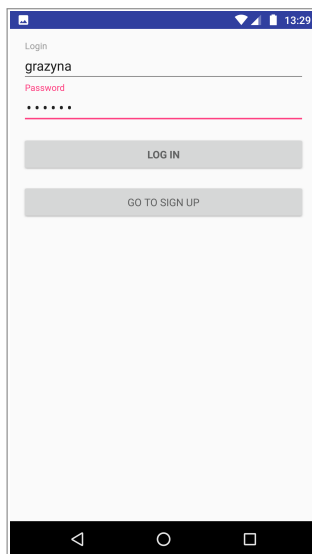 13:29
Login
grazyna
Password
••••••
LOG IN
GO TO SIGN UP